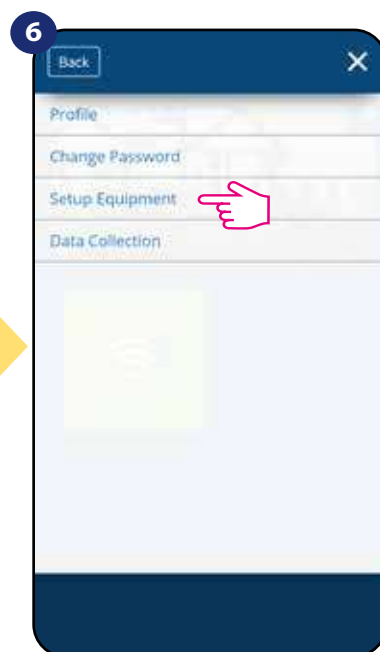 6
Back
Profile
Change Password
Setup Equipment
Data Collection